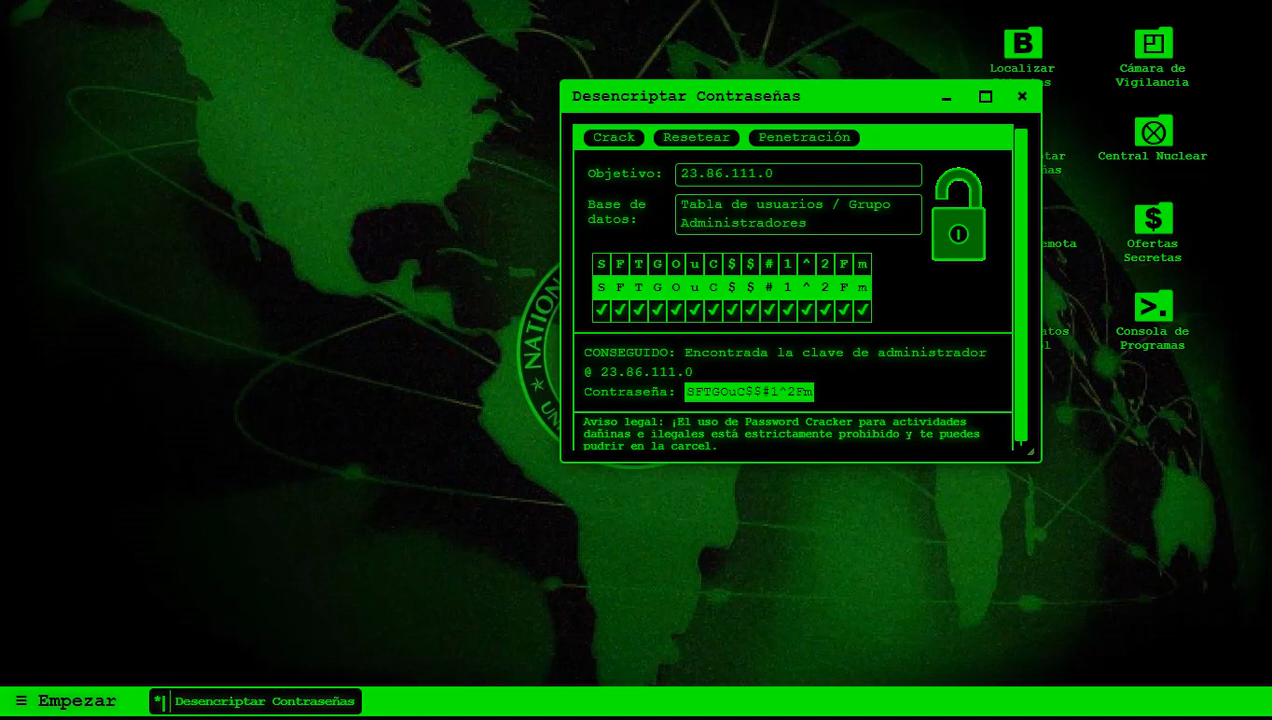 B
Localizar
Cámara de
Vigilancia
Desencriptar Contraseñas
Crack
Resetear
Penetración
Objetivo:
23.86.111.0
Central Nuclear
Base de
datos:
Tabla de usuarios / Grupo
Administradores
$
Ofertas
Secretas
S F T G O u C $ $ # 1 ^ 2 F m
S F T G O u C $ $ # 1 ^ 2 F m
>.
Consola de
Programas
NATION
CONSEGUIDO: Encontrada la clave de administrador
@ 23.86.111.0
Contraseña: SFTGOuC$$#1^2Fm
Aviso legal: ¡El uso de Password Cracker para actividades
dañinas e ilegales está estrictamente prohibido y te puedes
pudrir en la carcel.
≡ Empezar
*| Desencriptar Contraseñas